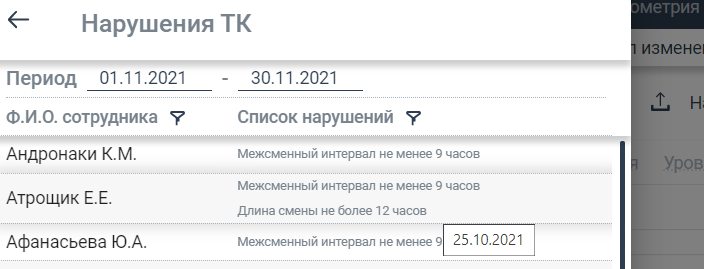 Нарушения ТК
ометрия
л измене
Период 01.11.2021 - 30.11.2021
На
Ф.И.О. сотрудника Список нарушений
Андронаки К.М. Межсменный интервал не менее 9 часов
я Уров
Атрощик Е.Е. Межсменный интервал не менее 9 часов
Длина смены не более 12 часов
Афанасьева Ю.А. Межсменный интервал не менее 9 25.10.2021